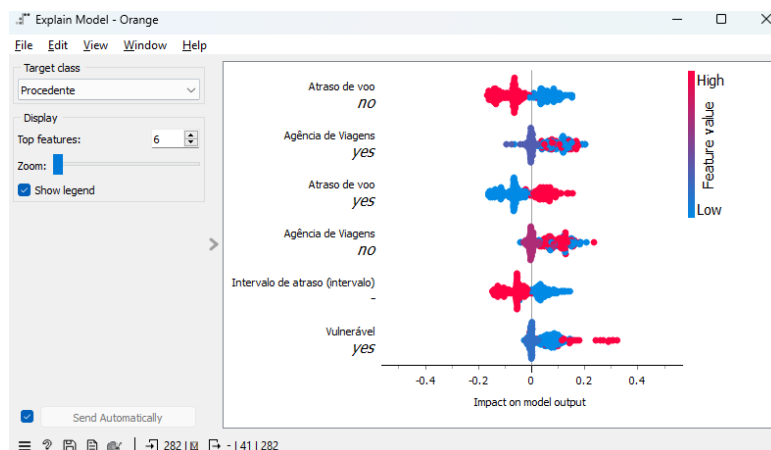 Explain Model - Orange
File Edit View Window Help
Target class
Procedente
Display
Top features: 6
Zoom:
Show legend
Send Automatically
Atraso de voo
no
Agência de Viagens
yes
Atraso de voo
yes
Agência de Viagens
no
Intervalo de atraso (intervalo)
-
Vulnerável
yes
-0.4 -0.2 0 0.2 0.4
Impact on model output
High
Feature value
Low
282 - | 41 | 282